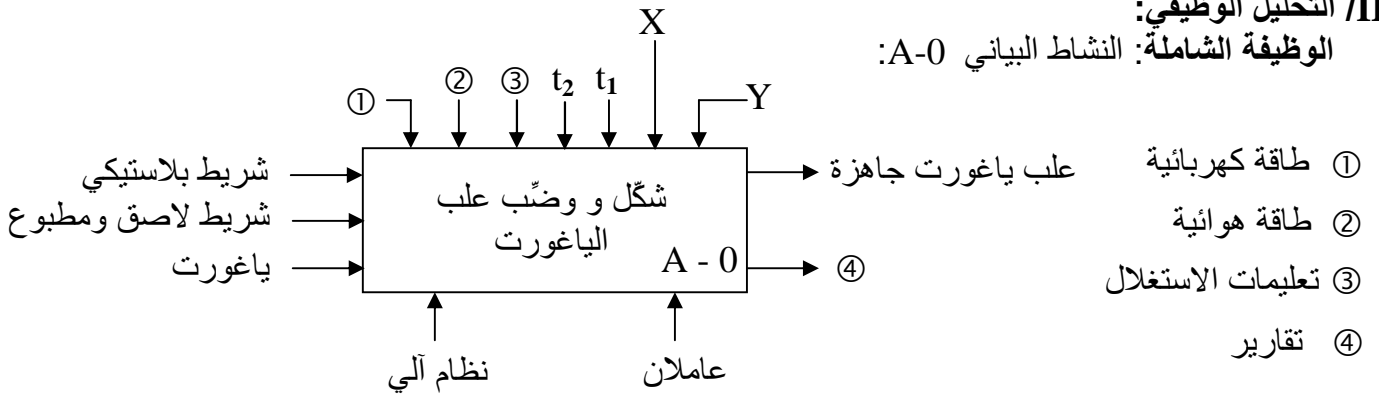 II/ التحليل الوظيفي:
الوظيفة الشاملة: النشاط البياني A-0:
X
① ② ③ t₂ t₁ Y
شريط بلاستيكي
شريط لاصق ومطبوع
ياغورت
شكّل و وضِّب علب
الياغورت
A - 0
علب ياغورت جاهزة
④
نظام آلي
عاملان
① طاقة كهربائية
② طاقة هوائية
③ تعليمات الاستغلال
④ تقارير